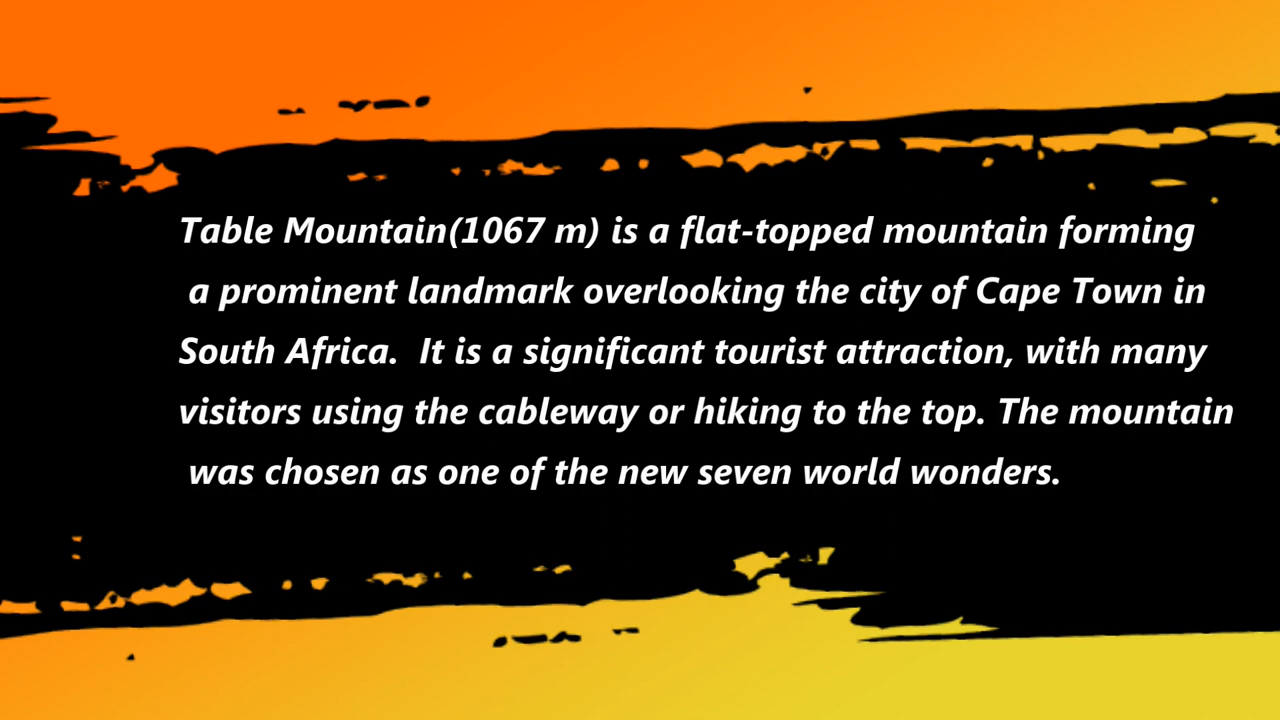 Table Mountain(1067 m) is a flat-topped mountain forming
a prominent landmark overlooking the city of Cape Town in
South Africa.  It is a significant tourist attraction, with many
visitors using the cableway or hiking to the top. The mountain
was chosen as one of the new seven world wonders.